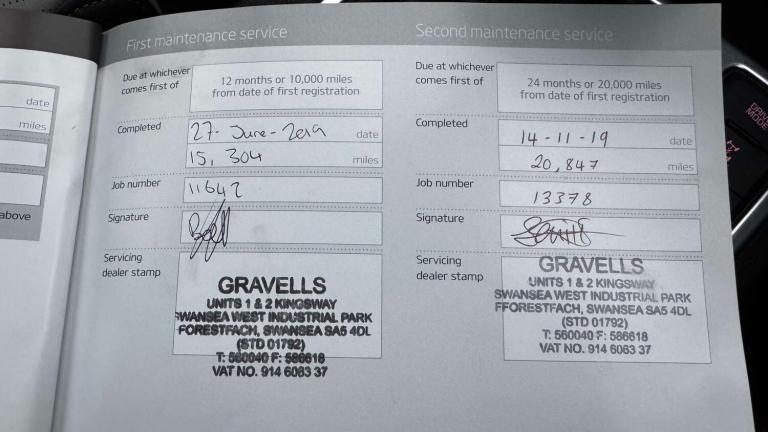 date
miles
above
First maintenance service
Due at whichever
comes first of
12 months or 10,000 miles
from date of first registration
Completed
27- June - 2019 date
15, 304 miles
Job number
11642
Signature
Servicing
dealer stamp
GRAVELLS
UNITS 1 & 2 KINGSWAY
SWANSEA WEST INDUSTRIAL PARK
FFORESTFACH, SWANSEA SA5 4DL
(STD 01792)
T: 560040 F: 586618
VAT NO. 914 6063 37
Second maintenance service
Due at whichever
comes first of
24 months or 20,000 miles
from date of first registration
Completed
14-11-19 date
20,847 miles
Job number
13378
Signature
Servicing
dealer stamp
GRAVELLS
UNITS 1 & 2 KINGSWAY
SWANSEA WEST INDUSTRIAL PARK
FFORESTFACH, SWANSEA SA5 4DL
(STD 01792)
T: 560040 F: 586618
VAT NO. 914 6063 37
DRIVE
MODE